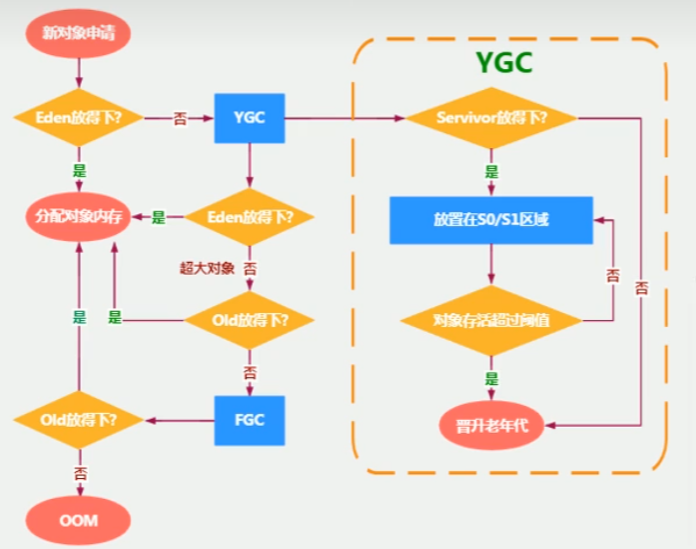 新对象申请
Eden放得下?
否
YGC
是
分配对象内存
是
Eden放得下?
超大对象
否
是
是
Old放得下?
否
Old放得下?
FGC
否
OOM
YGC
Servivor放得下?
是
放置在S0/S1区域
否
否
对象存活超过阈值
是
晋升老年代